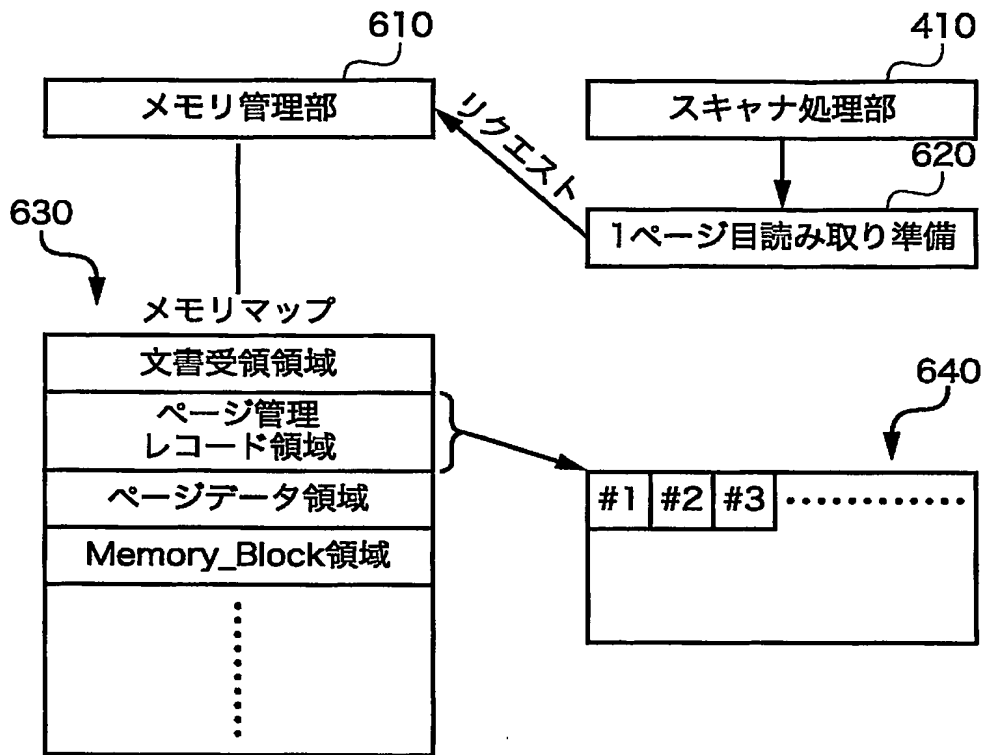 610
メモリ管理部
410
スキャナ処理部
リクエスト
620
1ページ目読み取り準備
630
メモリマップ
文書受領領域
ページ管理
レコード領域
ページデータ領域
Memory_Block領域
640
#1 #2 #3 ············